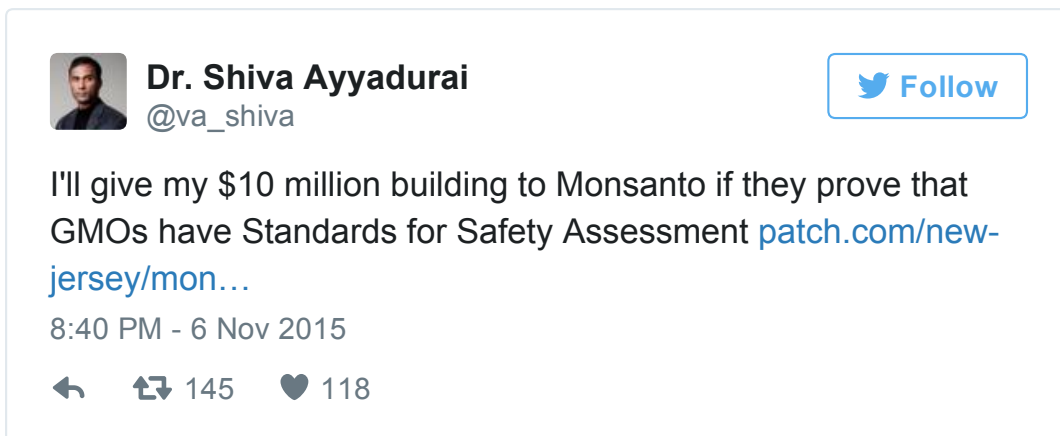 Dr. Shiva Ayyadurai
@va_shiva
Follow
I'll give my $10 million building to Monsanto if they prove that
GMOs have Standards for Safety Assessment patch.com/new-
jersey/mon…
8:40 PM - 6 Nov 2015
145 118